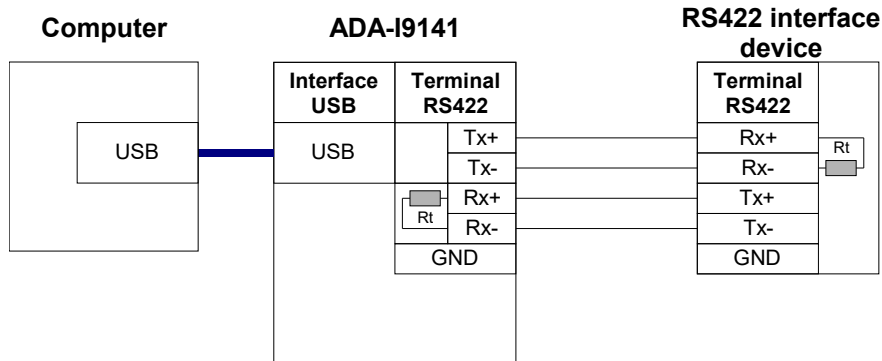 Computer
ADA-I9141
RS422 interface
device
Interface
USB
Terminal
RS422
Terminal
RS422
USB
USB
Tx+
Tx-
Rx+
Rx-
Rt
GND
Rx+
Rx-
Tx+
Tx-
Rt
GND